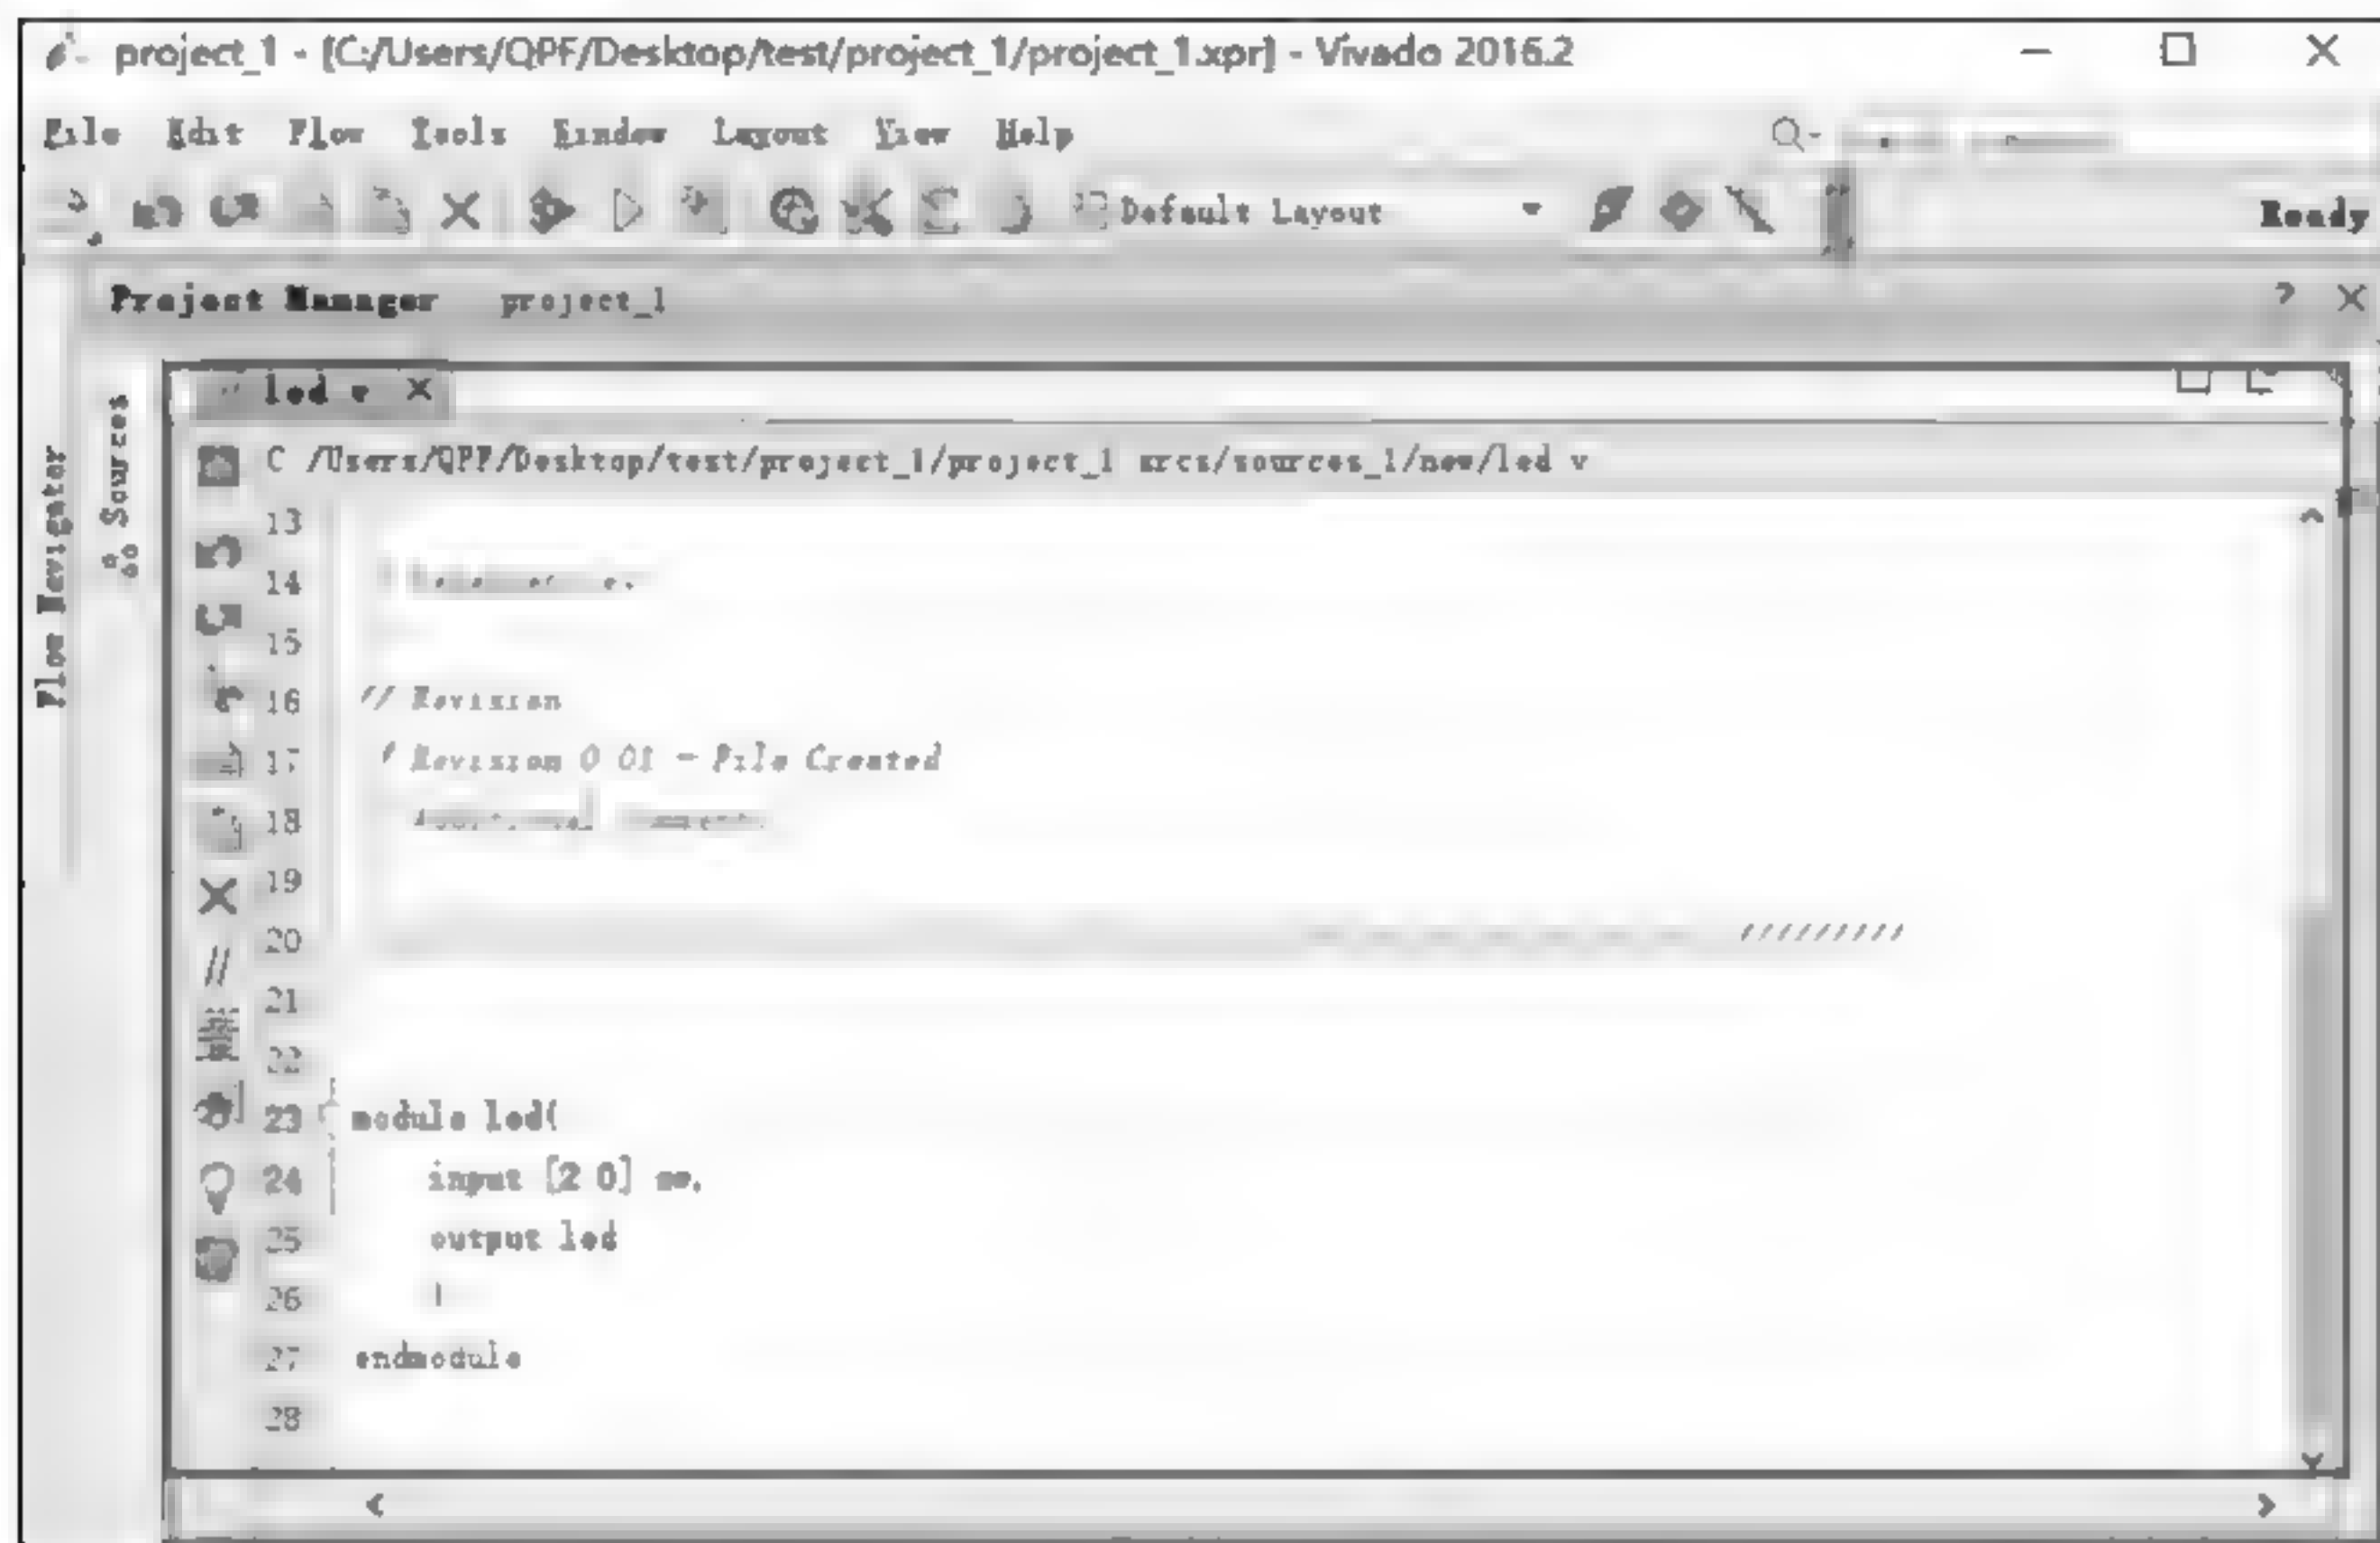 project_1 - [C:/Users/QPF/Desktop/test/project_1/project_1.xpr] - Vivado 2016.2
File Edit Flow Tools Window Layout View Help
Default Layout
Ready
Project Manager project_1
? 
Flow Navigator
Sources
led v
C /Users/QPF/Desktop/test/project_1/project_1 srcs/sources_1/new/led v
13
14
15
16 // Revision
17 / Revision 0 01 - File Created
18
19
20 /////////
21
22
23 module led(
24 input [2 0] sw,
25 output led
26
27 endmodule
28